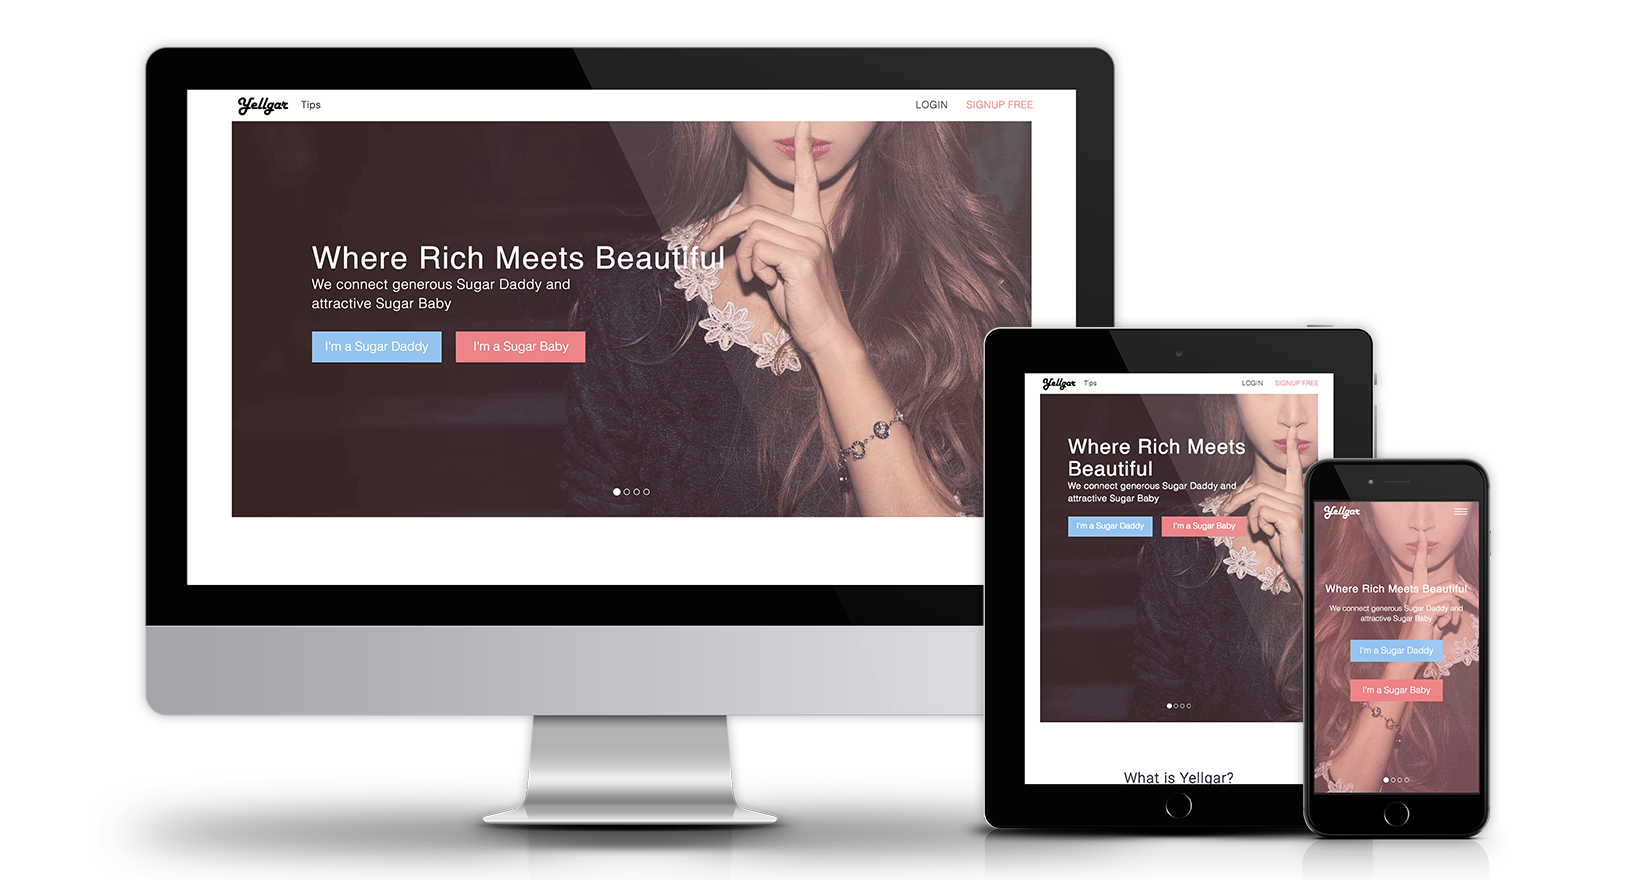 Yellgar Tips LOGIN SIGNUP FREE
Where Rich Meets Beautiful
We connect generous Sugar Daddy and
attractive Sugar Baby
I'm a Sugar Daddy I'm a Sugar Baby
Yellgar Tips LOGIN SIGNUP FREE
Where Rich Meets
Beautiful
We connect generous Sugar Daddy and
attractive Sugar Baby
I'm a Sugar Daddy I'm a Sugar Baby
What is Yellgar?
Yellgar
Where Rich Meets Beautiful
We connect generous Sugar Daddy and
attractive Sugar Baby
I'm a Sugar Daddy
I'm a Sugar Baby